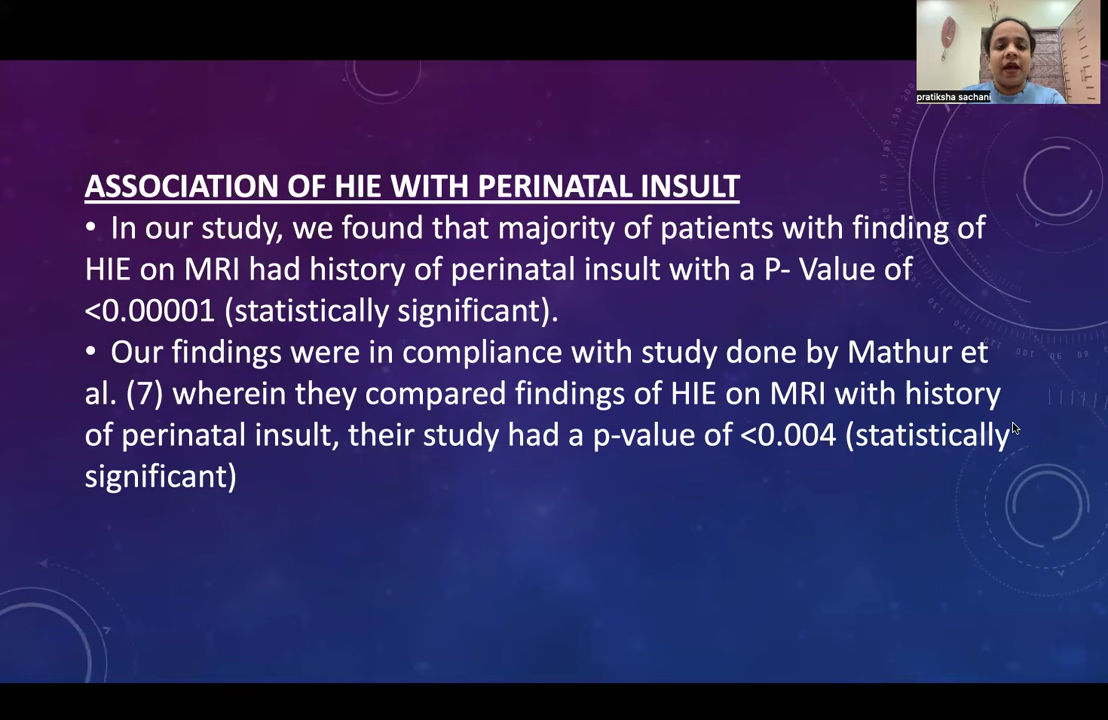 pratiksha sachani
ASSOCIATION OF HIE WITH PERINATAL INSULT
• In our study, we found that majority of patients with finding of
HIE on MRI had history of perinatal insult with a P- Value of
<0.00001 (statistically significant).
• Our findings were in compliance with study done by Mathur et
al. (7) wherein they compared findings of HIE on MRI with history
of perinatal insult, their study had a p-value of <0.004 (statistically
significant)